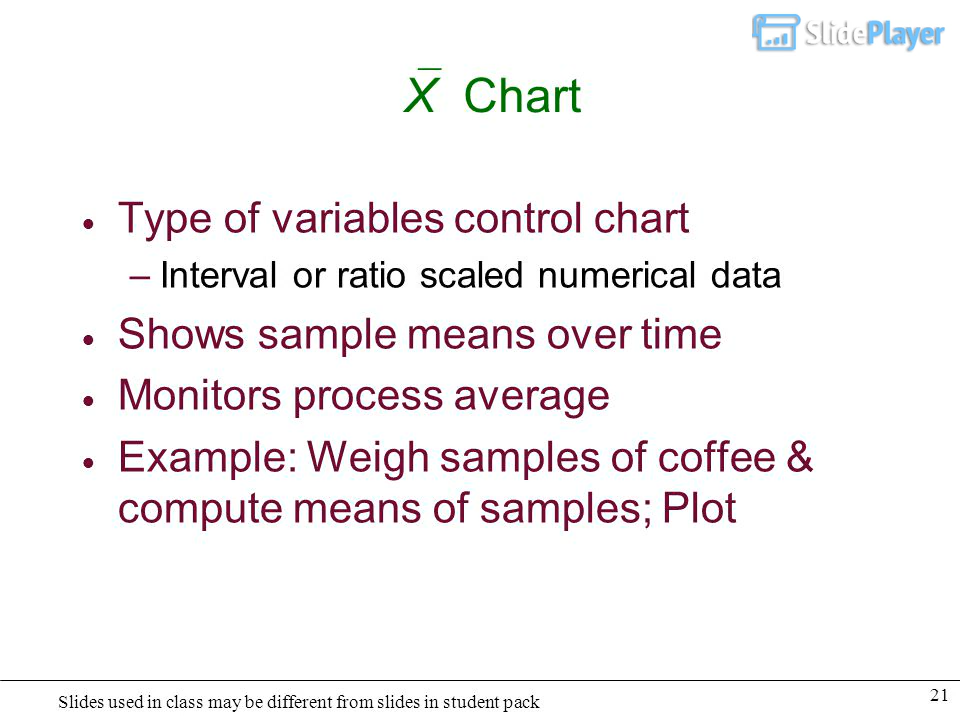 SlidePlayer
X̅ Chart
• Type of variables control chart
– Interval or ratio scaled numerical data
• Shows sample means over time
• Monitors process average
• Example: Weigh samples of coffee &
compute means of samples; Plot
Slides used in class may be different from slides in student pack
21